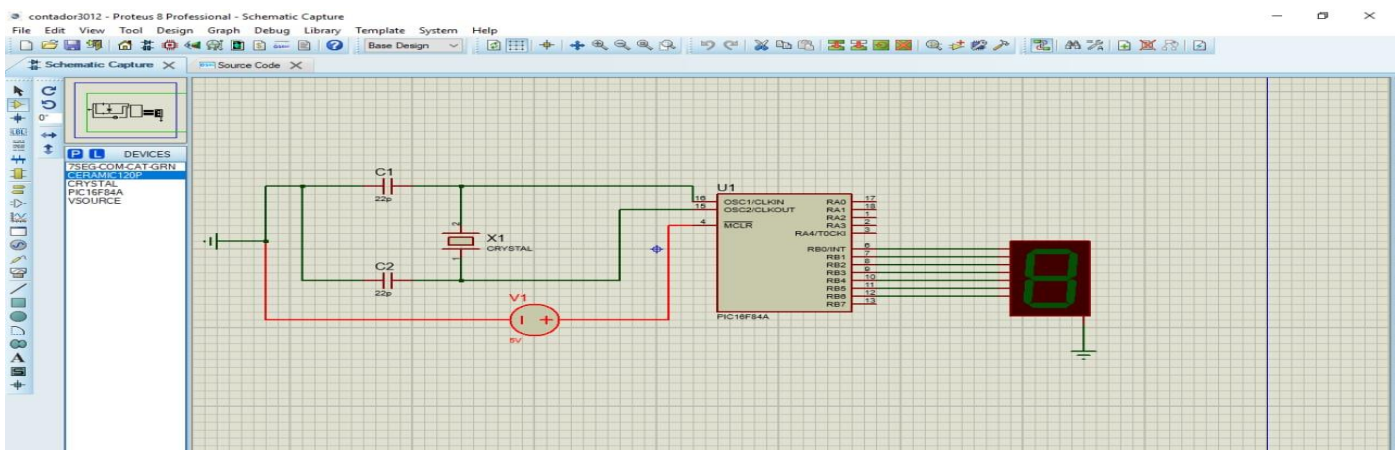 contador3012 - Proteus 8 Professional - Schematic Capture
File Edit View Tool Design Graph Debug Library Template System Help
Base Design
Schematic Capture
Source Code
0°
P L DEVICES
7SEG-COM-CAT-GRN
CERAMIC120P
CRYSTAL
PIC16F84A
VSOURCE
LBL
A
C1
22p
X1
CRYSTAL
2
1
C2
22p
V1
5V
U1
16 OSC1/CLKIN RA0 17
15 OSC2/CLKOUT RA1 18
RA2 1
4 MCLR RA3 2
RA4/T0CKI 3
RB0/INT 6
RB1 7
RB2 8
RB3 9
RB4 10
RB5 11
RB6 12
RB7 13
PIC16F84A